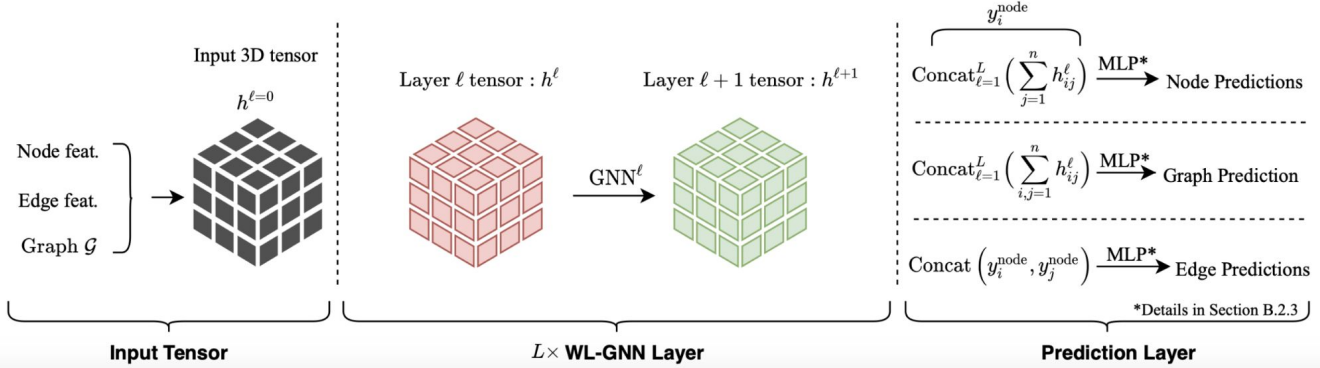 Input 3D tensor
h^{ℓ=0}
Node feat.
Edge feat.
Graph 𝒢
Input Tensor
Layer ℓ tensor : h^ℓ
GNN^ℓ
Layer ℓ + 1 tensor : h^{ℓ+1}
L× WL-GNN Layer
y_i^{node}
Concat_{ℓ=1}^{L} ( ∑_{j=1}^{n} h_{ij}^{ℓ} ) MLP* Node Predictions
Concat_{ℓ=1}^{L} ( ∑_{i,j=1}^{n} h_{ij}^{ℓ} ) MLP* Graph Prediction
Concat ( y_i^{node}, y_j^{node} ) MLP* Edge Predictions
*Details in Section B.2.3
Prediction Layer